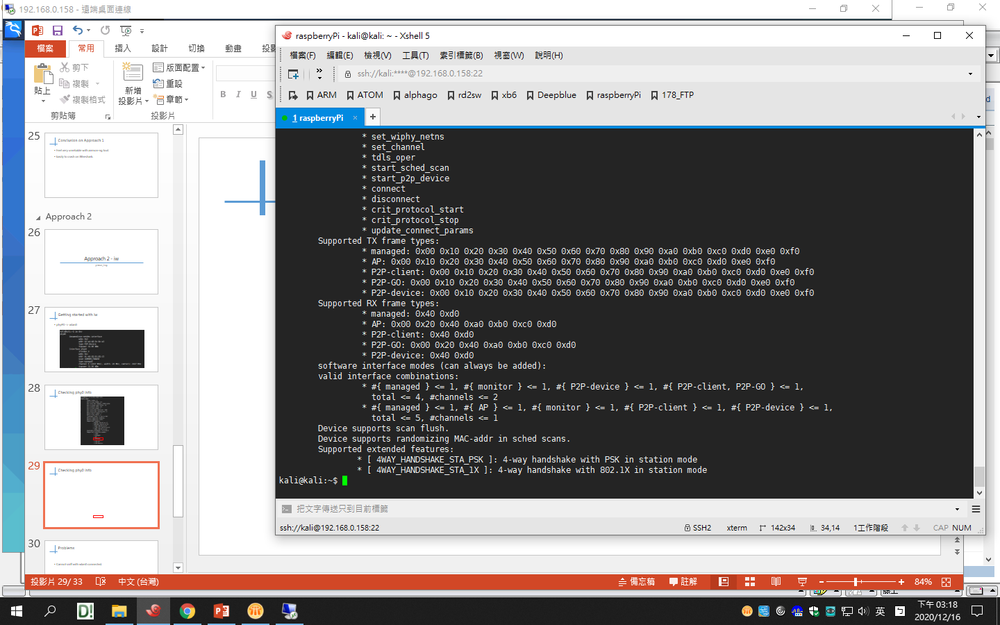 192.168.0.158 - 遠端桌面連線
raspberryPi - kali@kali: ~ - Xshell 5
檔案
常用
插入
設計
切換
動畫
檔案(F)
編輯(E)
檢視(V)
工具(T)
索引標籤(B)
視窗(W)
說明(H)
ssh://kali:****@192.168.0.158:22
ARM
ATOM
alphago
rd2sw
xb6
Deepblue
raspberryPi
178_FTP
1 raspberryPi
貼上
剪下
複製
複製格式
剪貼簿
新增
投影片
版面配置
重設
章節
投影片
B I U S
* set_wiphy_netns
* set_channel
* tdls_oper
* start_sched_scan
* start_p2p_device
* connect
* disconnect
* crit_protocol_start
* crit_protocol_stop
* update_connect_params
Supported TX frame types:
* managed: 0x00 0x10 0x20 0x30 0x40 0x50 0x60 0x70 0x80 0x90 0xa0 0xb0 0xc0 0xd0 0xe0 0xf0
* AP: 0x00 0x10 0x20 0x30 0x40 0x50 0x60 0x70 0x80 0x90 0xa0 0xb0 0xc0 0xd0 0xe0 0xf0
* P2P-client: 0x00 0x10 0x20 0x30 0x40 0x50 0x60 0x70 0x80 0x90 0xa0 0xb0 0xc0 0xd0 0xe0 0xf0
* P2P-GO: 0x00 0x10 0x20 0x30 0x40 0x50 0x60 0x70 0x80 0x90 0xa0 0xb0 0xc0 0xd0 0xe0 0xf0
* P2P-device: 0x00 0x10 0x20 0x30 0x40 0x50 0x60 0x70 0x80 0x90 0xa0 0xb0 0xc0 0xd0 0xe0 0xf0
Supported RX frame types:
* managed: 0x40 0xd0
* AP: 0x00 0x20 0x40 0xa0 0xb0 0xc0 0xd0
* P2P-client: 0x40 0xd0
* P2P-GO: 0x00 0x20 0x40 0xa0 0xb0 0xc0 0xd0
* P2P-device: 0x40 0xd0
software interface modes (can always be added):
valid interface combinations:
* #{ managed } <= 1, #{ monitor } <= 1, #{ P2P-device } <= 1, #{ P2P-client, P2P-GO } <= 1,
total <= 4, #channels <= 2
* #{ managed } <= 1, #{ AP } <= 1, #{ monitor } <= 1, #{ P2P-client } <= 1, #{ P2P-device } <= 1,
total <= 5, #channels <= 1
Device supports scan flush.
Device supports randomizing MAC-addr in sched scans.
Supported extended features:
* [ 4WAY_HANDSHAKE_STA_PSK ]: 4-way handshake with PSK in station mode
* [ 4WAY_HANDSHAKE_STA_1X ]: 4-way handshake with 802.1X in station mode
kali@kali:~$
把文字傳送只到目前標籤
ssh://kali@192.168.0.158:22
SSH2
xterm
142x34
34,14
1工作階段
CAP
NUM
25
Conclusion on Approach 1
Approach 2
26
Approach 2 - iw
27
Getting started with iw
28
Checking phy0 info
29
Checking phy0 info
30
Problems
投影片 29/ 33
中文 (台灣)
備忘稿
註解
84%
英
下午 03:18
2020/12/16